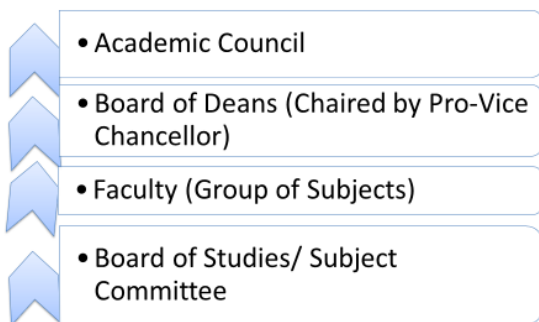 • Academic Council
• Board of Deans (Chaired by Pro-Vice
Chancellor)
• Faculty (Group of Subjects)
• Board of Studies/ Subject
Committee